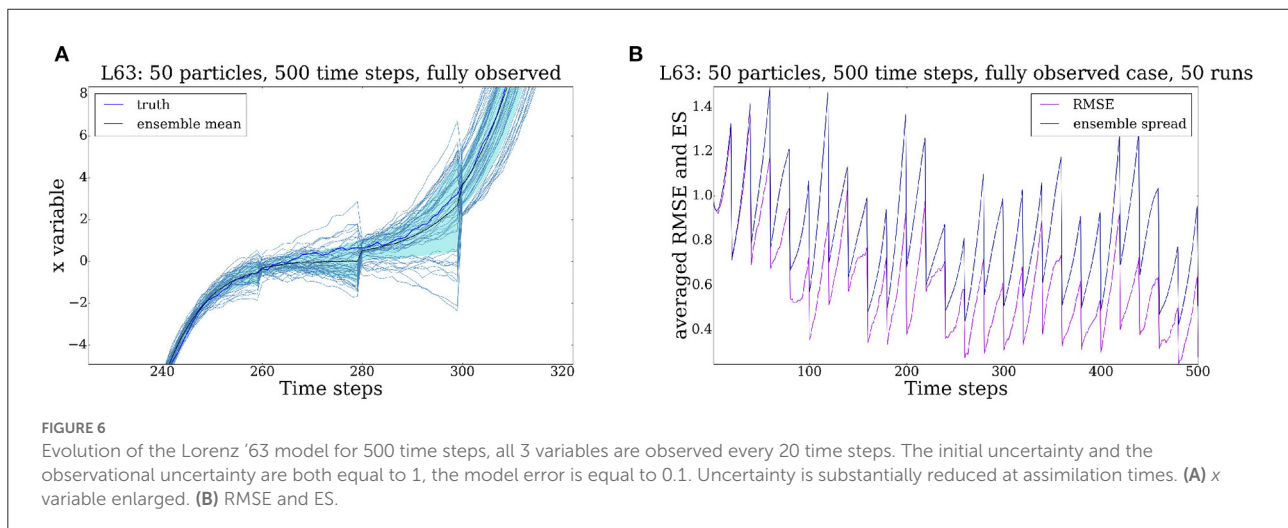 A
L63: 50 particles, 500 time steps, fully observed
truth
ensemble mean
x variable
8
6
4
2
0
−2
−4
240 260 280 300 320
Time steps
B
L63: 50 particles, 500 time steps, fully observed case, 50 runs
RMSE
ensemble spread
averaged RMSE and ES
1.4
1.2
1.0
0.8
0.6
0.4
100 200 300 400 500
Time steps
FIGURE 6
Evolution of the Lorenz ’63 model for 500 time steps, all 3 variables are observed every 20 time steps. The initial uncertainty and the
observational uncertainty are both equal to 1, the model error is equal to 0.1. Uncertainty is substantially reduced at assimilation times. (A) x
variable enlarged. (B) RMSE and ES.